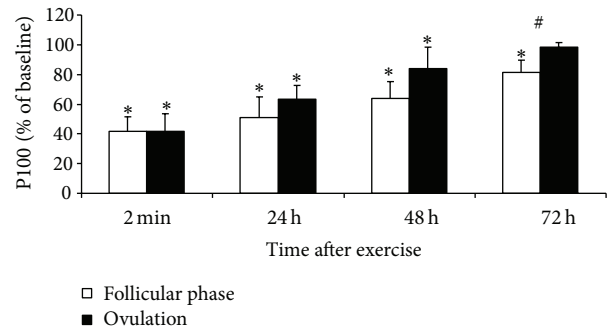 P100 (% of baseline)
120
100
80
60
40
20
0
* * * * * * * #
2 min 24 h 48 h 72 h
Time after exercise
Follicular phase
Ovulation